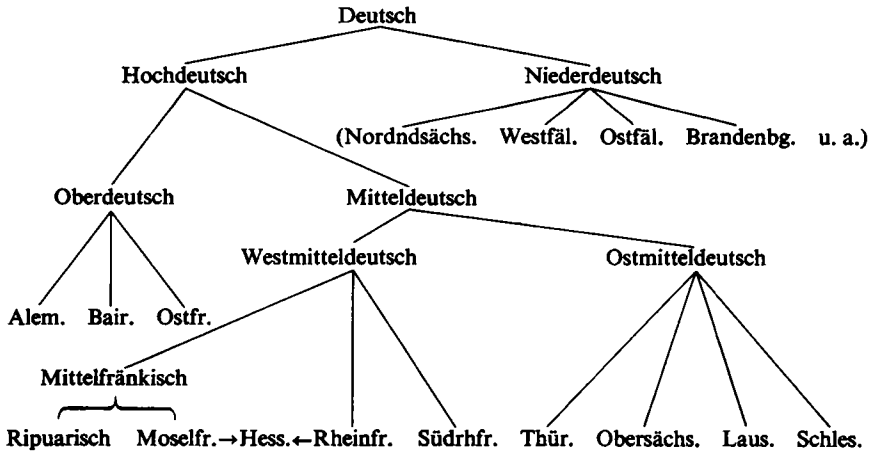 Deutsch
Hochdeutsch Niederdeutsch
(Nordndsächs. Westfäl. Ostfäl. Brandenbg. u. a.)
Oberdeutsch Mitteldeutsch
Westmitteldeutsch Ostmitteldeutsch
Alem. Bair. Ostfr.
Mittelfränkisch
Ripuarisch Moselfr.→Hess.←Rheinfr. Südrhfr. Thür. Obersächs. Laus. Schles.